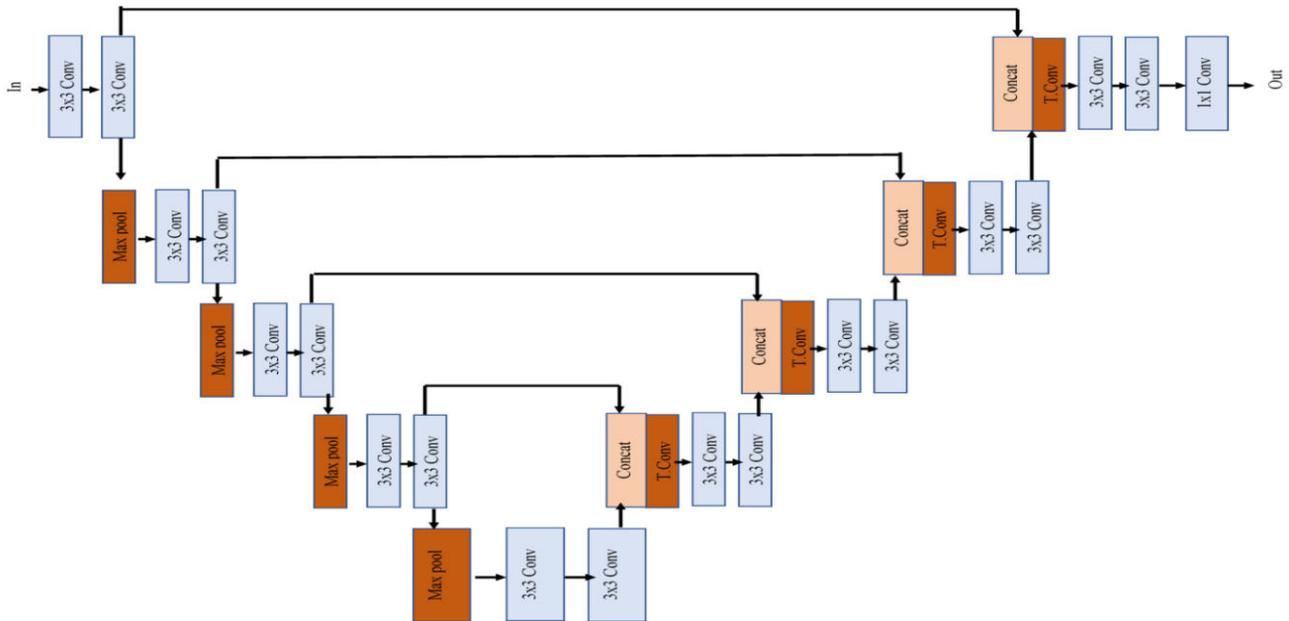 In
3x3 Conv
3x3 Conv
Concat
T.Conv
3x3 Conv
3x3 Conv
1x1 Conv
Out
Max pool
3x3 Conv
3x3 Conv
Concat
T.Conv
3x3 Conv
3x3 Conv
Max pool
3x3 Conv
3x3 Conv
Concat
T.Conv
3x3 Conv
3x3 Conv
Max pool
3x3 Conv
3x3 Conv
Concat
T.Conv
3x3 Conv
3x3 Conv
Max pool
3x3 Conv
3x3 Conv